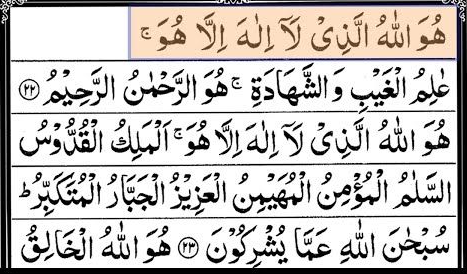 هُوَ اللّٰهُ الَّذِىْ لَاۤ اِلٰهَ اِلَّا هُوَ ۚ
عٰلِمُ الْغَيْبِ وَالشَّهَادَةِ ۚ هُوَ الرَّحْمٰنُ الرَّحِيْمُ ﴿۲۲﴾
هُوَ اللّٰهُ الَّذِىْ لَاۤ اِلٰهَ اِلَّا هُوَ ۚ اَلْمَلِكُ الْقُدُّوْسُ
السَّلٰمُ الْمُؤْمِنُ الْمُهَيْمِنُ الْعَزِيْزُ الْجَبَّارُ الْمُتَكَبِّرُ ؕ
سُبْحٰنَ اللّٰهِ عَمَّا يُشْرِكُوْنَ ﴿۲۳﴾ هُوَ اللّٰهُ الْخَالِقُ